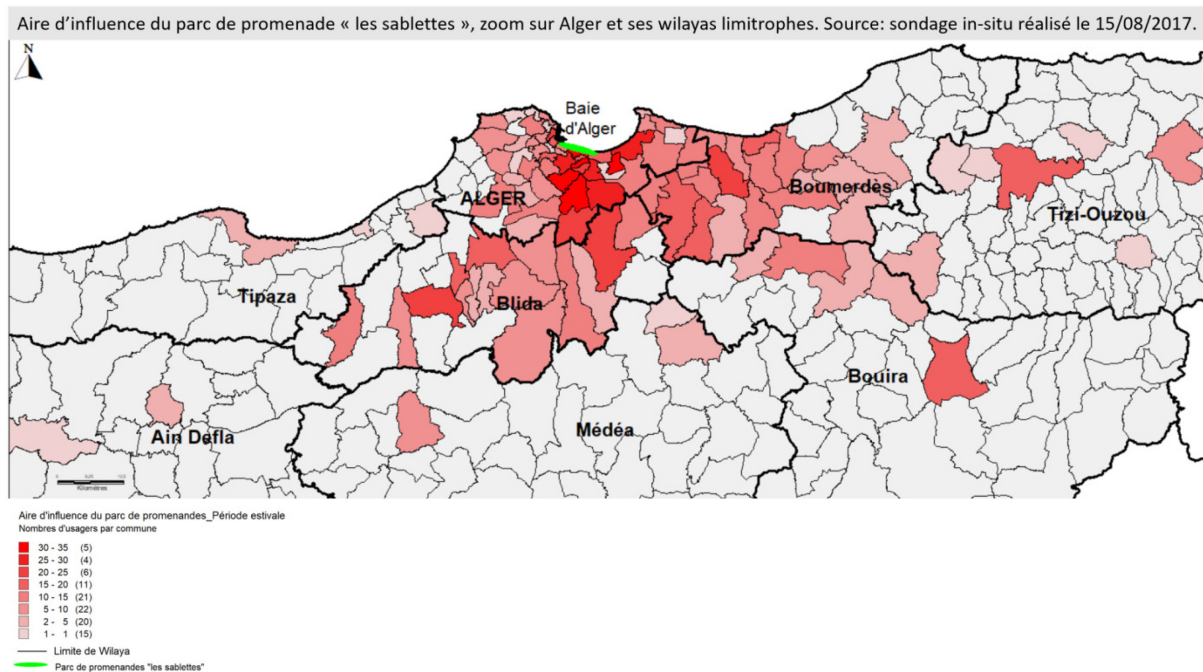 Aire d'influence du parc de promenade « les sablettes », zoom sur Alger et ses wilayas limitrophes. Source: sondage in-situ réalisé le 15/08/2017.
N
Baie
d'Alger
ALGER
Boumerdès
Tizi-Ouzou
Tipaza
Blida
Bouira
Ain Defla
Médéa
Kilomètres
Aire d'influence du parc de promenandes_Période estivale
Nombres d'usagers par commune
30 - 35 (5)
25 - 30 (4)
20 - 25 (6)
15 - 20 (11)
10 - 15 (21)
5 - 10 (22)
2 - 5 (20)
1 - 1 (15)
Limite de Wilaya
Parc de promenandes "les sablettes"